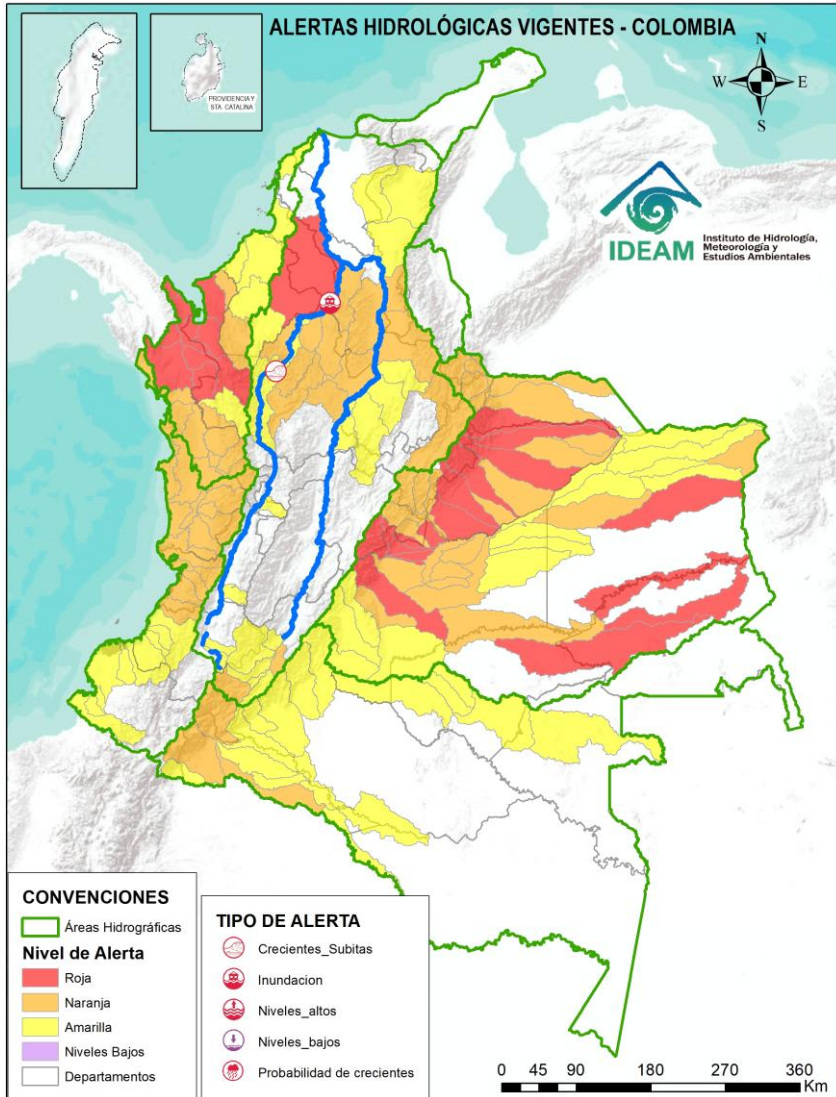 ALERTAS HIDROLÓGICAS VIGENTES - COLOMBIA
PROVIDENCIA Y
STA. CATALINA
N
W
E
S
IDEAM
Instituto de Hidrología,
Meteorología y
Estudios Ambientales
CONVENCIONES
Áreas Hidrográficas
Nivel de Alerta
Roja
Naranja
Amarilla
Niveles Bajos
Departamentos
TIPO DE ALERTA
Crecientes_Subitas
Inundacion
Niveles_altos
Niveles_bajos
Probabilidad de crecientes
0 45 90 180 270 360
Km